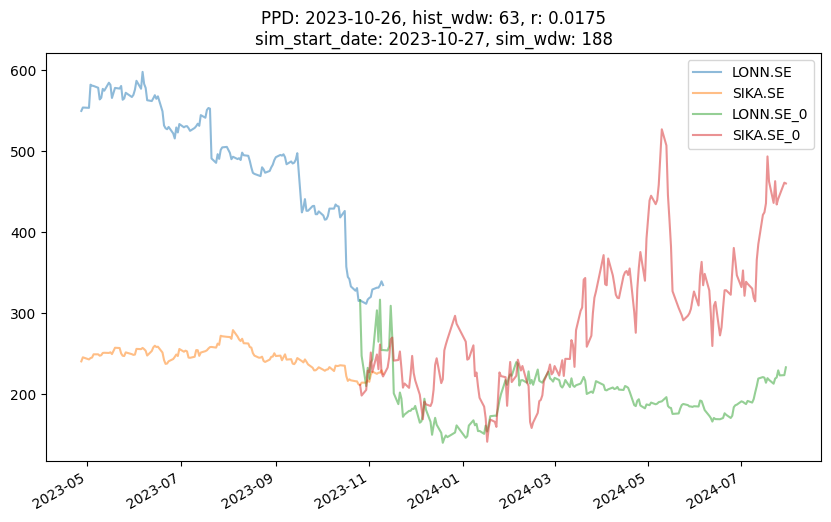 PPD: 2023-10-26, hist_wdw: 63, r: 0.0175
sim_start_date: 2023-10-27, sim_wdw: 188
LONN.SE
SIKA.SE
LONN.SE_0
SIKA.SE_0
600
500
400
300
200
2023-05
2023-07
2023-09
2023-11
2024-01
2024-03
2024-05
2024-07